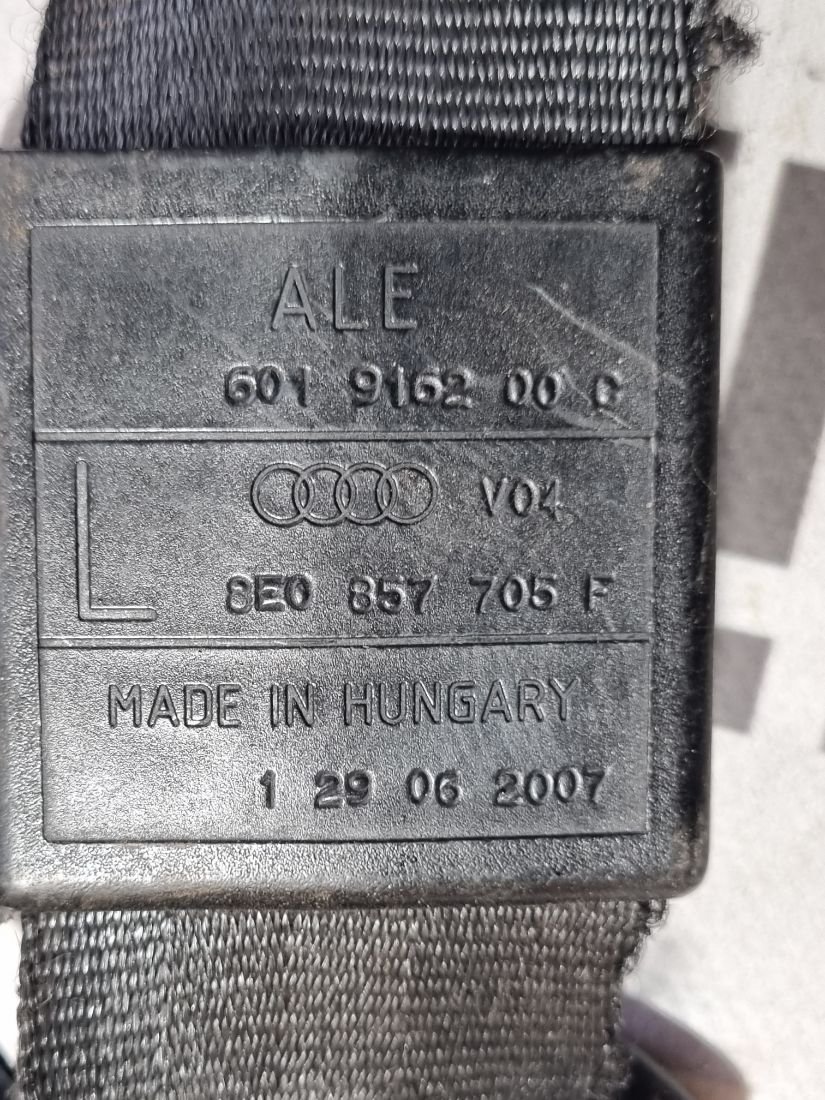 ALE
601 9162 00 C
L V04
8E0 857 705 F
MADE IN HUNGARY
1 29 06 2007